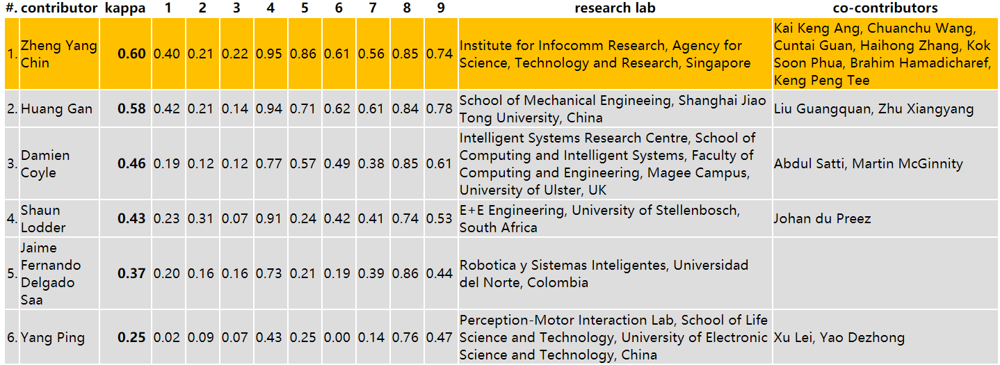 #. contributor kappa 1 2 3 4 5 6 7 8 9 research lab co-contributors
1. Zheng Yang Chin 0.60 0.40 0.21 0.22 0.95 0.86 0.61 0.56 0.85 0.74 Institute for Infocomm Research, Agency for Science, Technology and Research, Singapore Kai Keng Ang, Chuanchu Wang, Cuntai Guan, Haihong Zhang, Kok Soon Phua, Brahim Hamadicharef, Keng Peng Tee
2. Huang Gan 0.58 0.42 0.21 0.14 0.94 0.71 0.62 0.61 0.84 0.78 School of Mechanical Engineeing, Shanghai Jiao Tong University, China Liu Guangquan, Zhu Xiangyang
3. Damien Coyle 0.46 0.19 0.12 0.12 0.77 0.57 0.49 0.38 0.85 0.61 Intelligent Systems Research Centre, School of Computing and Intelligent Systems, Faculty of Computing and Engineering, Magee Campus, University of Ulster, UK Abdul Satti, Martin McGinnity
4. Shaun Lodder 0.43 0.23 0.31 0.07 0.91 0.24 0.42 0.41 0.74 0.53 E+E Engineering, University of Stellenbosch, South Africa Johan du Preez
5. Jaime Fernando Delgado Saa 0.37 0.20 0.16 0.16 0.73 0.21 0.19 0.39 0.86 0.44 Robotica y Sistemas Inteligentes, Universidad del Norte, Colombia
6. Yang Ping 0.25 0.02 0.09 0.07 0.43 0.25 0.00 0.14 0.76 0.47 Perception-Motor Interaction Lab, School of Life Science and Technology, University of Electronic Science and Technology, China Xu Lei, Yao Dezhong